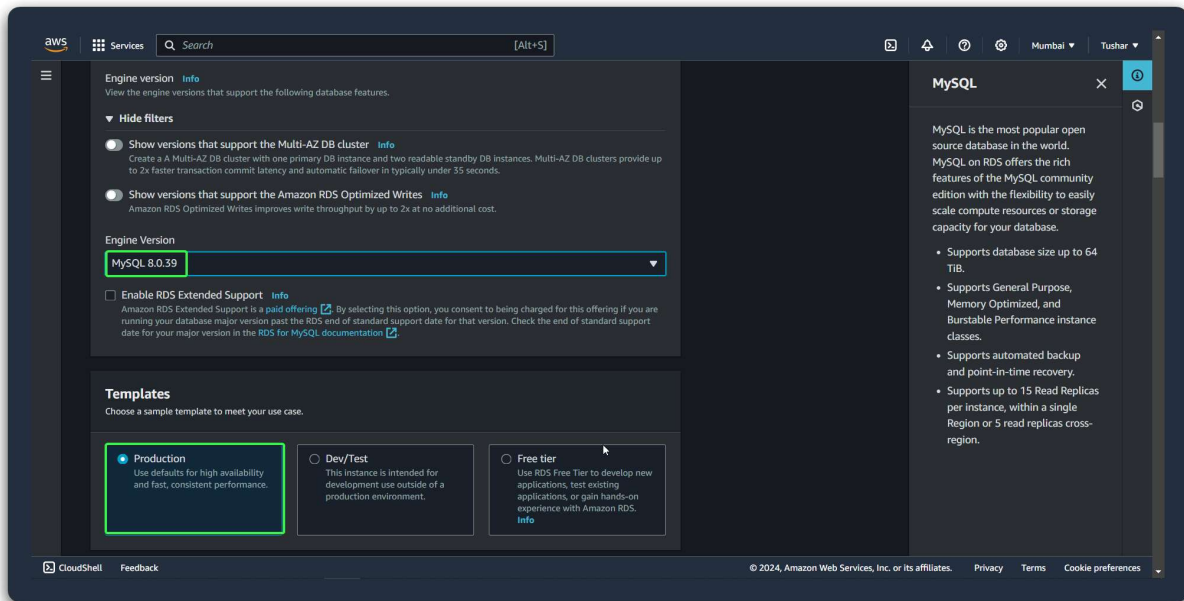 aws
Services
Search
[Alt+S]
Mumbai
Tushar
Engine version Info
View the engine versions that support the following database features.
Hide filters
Show versions that support the Multi-AZ DB cluster Info
Create a A Multi-AZ DB cluster with one primary DB instance and two readable standby DB instances. Multi-AZ DB clusters provide up
to 2x faster transaction commit latency and automatic failover in typically under 35 seconds.
Show versions that support the Amazon RDS Optimized Writes Info
Amazon RDS Optimized Writes improves write throughput by up to 2x at no additional cost.
Engine Version
MySQL 8.0.39
Enable RDS Extended Support Info
Amazon RDS Extended Support is a paid offering. By selecting this option, you consent to being charged for this offering if you are
running your database major version past the RDS end of standard support date for that version. Check the end of standard support
date for your major version in the RDS for MySQL documentation.
Templates
Choose a sample template to meet your use case.
Production
Use defaults for high availability
and fast, consistent performance.
Dev/Test
This instance is intended for
development use outside of a
production environment.
Free tier
Use RDS Free Tier to develop new
applications, test existing
applications, or gain hands-on
experience with Amazon RDS.
Info
MySQL
MySQL is the most popular open
source database in the world.
MySQL on RDS offers the rich
features of the MySQL community
edition with the flexibility to easily
scale compute resources or storage
capacity for your database.
• Supports database size up to 64
TiB.
• Supports General Purpose,
Memory Optimized, and
Burstable Performance instance
classes.
• Supports automated backup
and point-in-time recovery.
• Supports up to 15 Read Replicas
per instance, within a single
Region or 5 read replicas cross-
region.
CloudShell
Feedback
© 2024, Amazon Web Services, Inc. or its affiliates.
Privacy
Terms
Cookie preferences